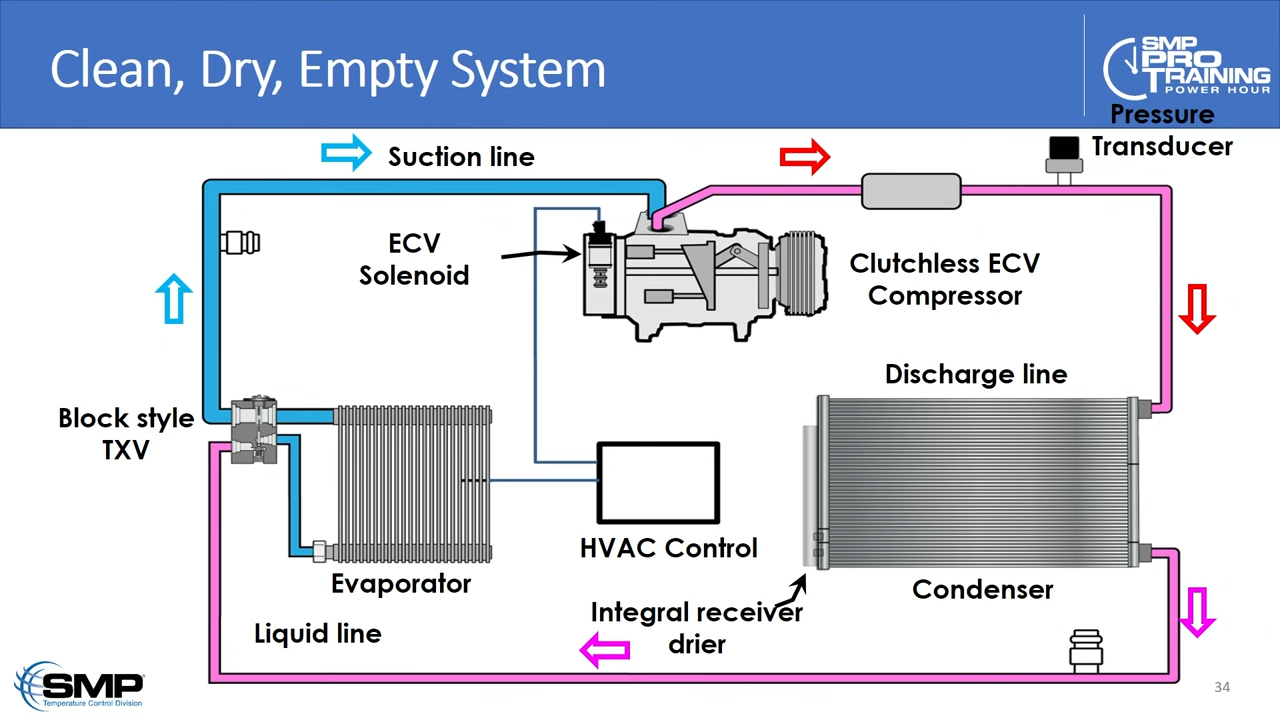 Clean, Dry, Empty System
SMP
PRO
TRAINING
POWER HOUR
Pressure
Transducer
Suction line
ECV
Solenoid
Clutchless ECV
Compressor
Discharge line
Block style
TXV
HVAC Control
Evaporator
Condenser
Integral receiver
drier
Liquid line
SMP®
Temperature Control Division
34